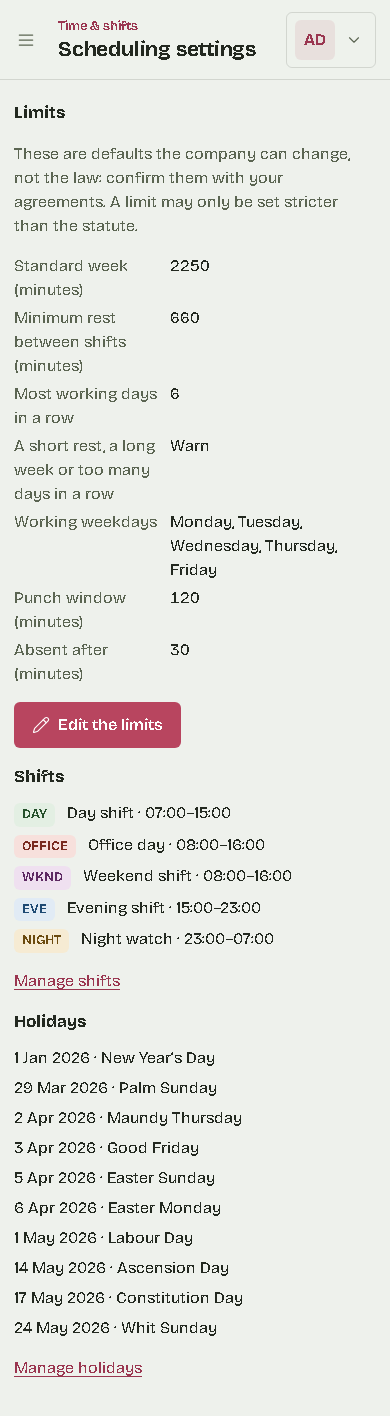 Time & shifts
Scheduling settings
AD
Limits
These are defaults the company can change,
not the law: confirm them with your
agreements. A limit may only be set stricter
than the statute.
Standard week 2250
(minutes)
Minimum rest 660
between shifts
(minutes)
Most working days 6
in a row
A short rest, a long Warn
week or too many
days in a row
Working weekdays Monday, Tuesday,
Wednesday, Thursday,
Friday
Punch window 120
(minutes)
Absent after 30
(minutes)
Edit the limits
Shifts
DAY Day shift · 07:00–15:00
OFFICE Office day · 08:00–16:00
WKND Weekend shift · 08:00–16:00
EVE Evening shift · 15:00–23:00
NIGHT Night watch · 23:00–07:00
Manage shifts
Holidays
1 Jan 2026 · New Year's Day
29 Mar 2026 · Palm Sunday
2 Apr 2026 · Maundy Thursday
3 Apr 2026 · Good Friday
5 Apr 2026 · Easter Sunday
6 Apr 2026 · Easter Monday
1 May 2026 · Labour Day
14 May 2026 · Ascension Day
17 May 2026 · Constitution Day
24 May 2026 · Whit Sunday
Manage holidays